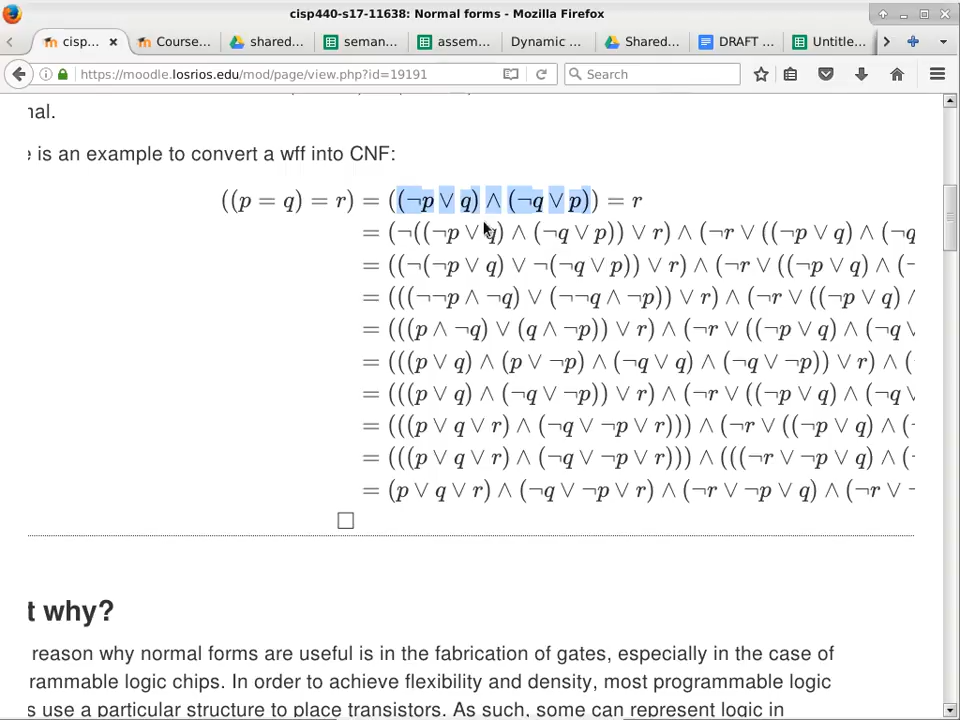 cisp440-s17-11638: Normal forms - Mozilla Firefox
cisp... Course... shared... seman... assem... Dynamic ... Shared... DRAFT ... Untitle...
https://moodle.losrios.edu/mod/page/view.php?id=19191 Search
nal.
e is an example to convert a wff into CNF:
((p = q) = r) = ((¬p ∨ q) ∧ (¬q ∨ p)) = r
= (¬((¬p ∨ q) ∧ (¬q ∨ p)) ∨ r) ∧ (¬r ∨ ((¬p ∨ q) ∧ (¬q
= ((¬(¬p ∨ q) ∨ ¬(¬q ∨ p)) ∨ r) ∧ (¬r ∨ ((¬p ∨ q) ∧ (¬
= (((¬¬p ∧ ¬q) ∨ (¬¬q ∧ ¬p)) ∨ r) ∧ (¬r ∨ ((¬p ∨ q) ∧
= (((p ∧ ¬q) ∨ (q ∧ ¬p)) ∨ r) ∧ (¬r ∨ ((¬p ∨ q) ∧ (¬q ∨
= (((p ∨ q) ∧ (p ∨ ¬p) ∧ (¬q ∨ q) ∧ (¬q ∨ ¬p)) ∨ r) ∧ (
= (((p ∨ q) ∧ (¬q ∨ ¬p)) ∨ r) ∧ (¬r ∨ ((¬p ∨ q) ∧ (¬q ∨
= (((p ∨ q ∨ r) ∧ (¬q ∨ ¬p ∨ r))) ∧ (¬r ∨ ((¬p ∨ q) ∧ (¬
= (((p ∨ q ∨ r) ∧ (¬q ∨ ¬p ∨ r))) ∧ (((¬r ∨ ¬p ∨ q) ∧ (
= (p ∨ q ∨ r) ∧ (¬q ∨ ¬p ∨ r) ∧ (¬r ∨ ¬p ∨ q) ∧ (¬r ∨ ¬
□
t why?
reason why normal forms are useful is in the fabrication of gates, especially in the case of
rammable logic chips. In order to achieve flexibility and density, most programmable logic
s use a particular structure to place transistors. As such, some can represent logic in